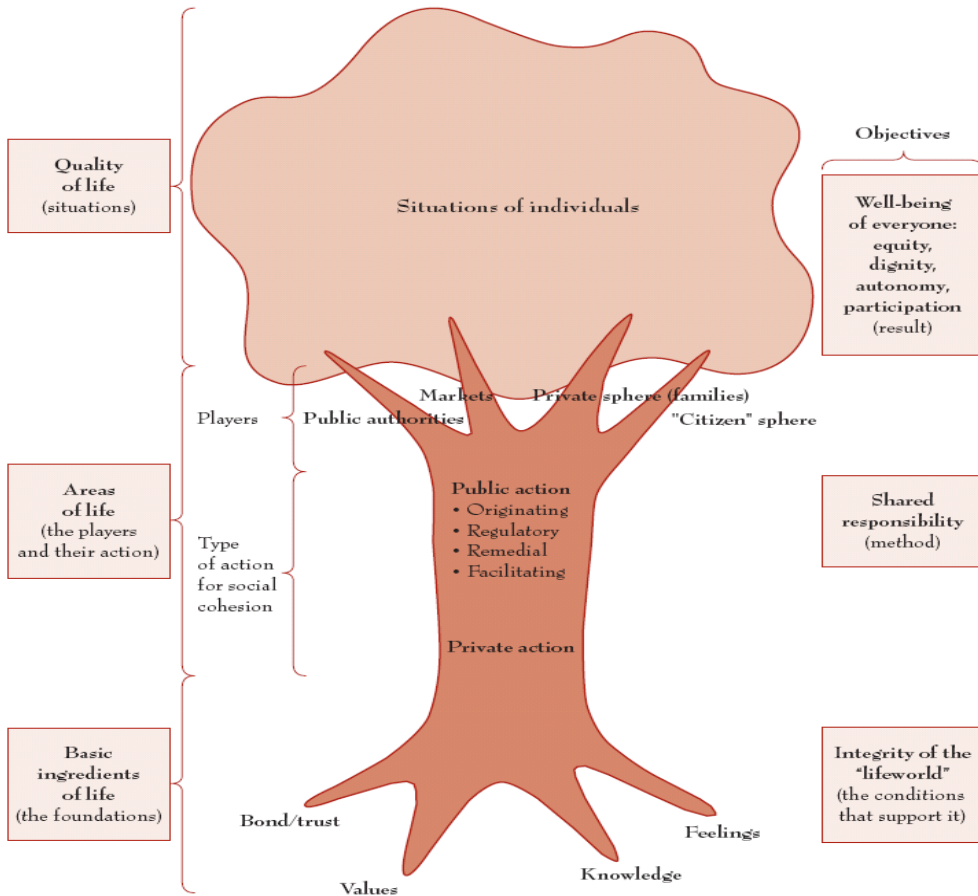 Quality
of life
(situations)
Situations of individuals
Objectives
Well-being
of everyone:
equity,
dignity,
autonomy,
participation
(result)
Players
Markets
Private sphere (families)
Public authorities
"Citizen" sphere
Areas
of life
(the players
and their action)
Type
of action
for social
cohesion
Public action
• Originating
• Regulatory
• Remedial
• Facilitating
Private action
Shared
responsibility
(method)
Basic
ingredients
of life
(the foundations)
Bond/trust
Values
Knowledge
Feelings
Integrity of the
“lifeworld”
(the conditions
that support it)